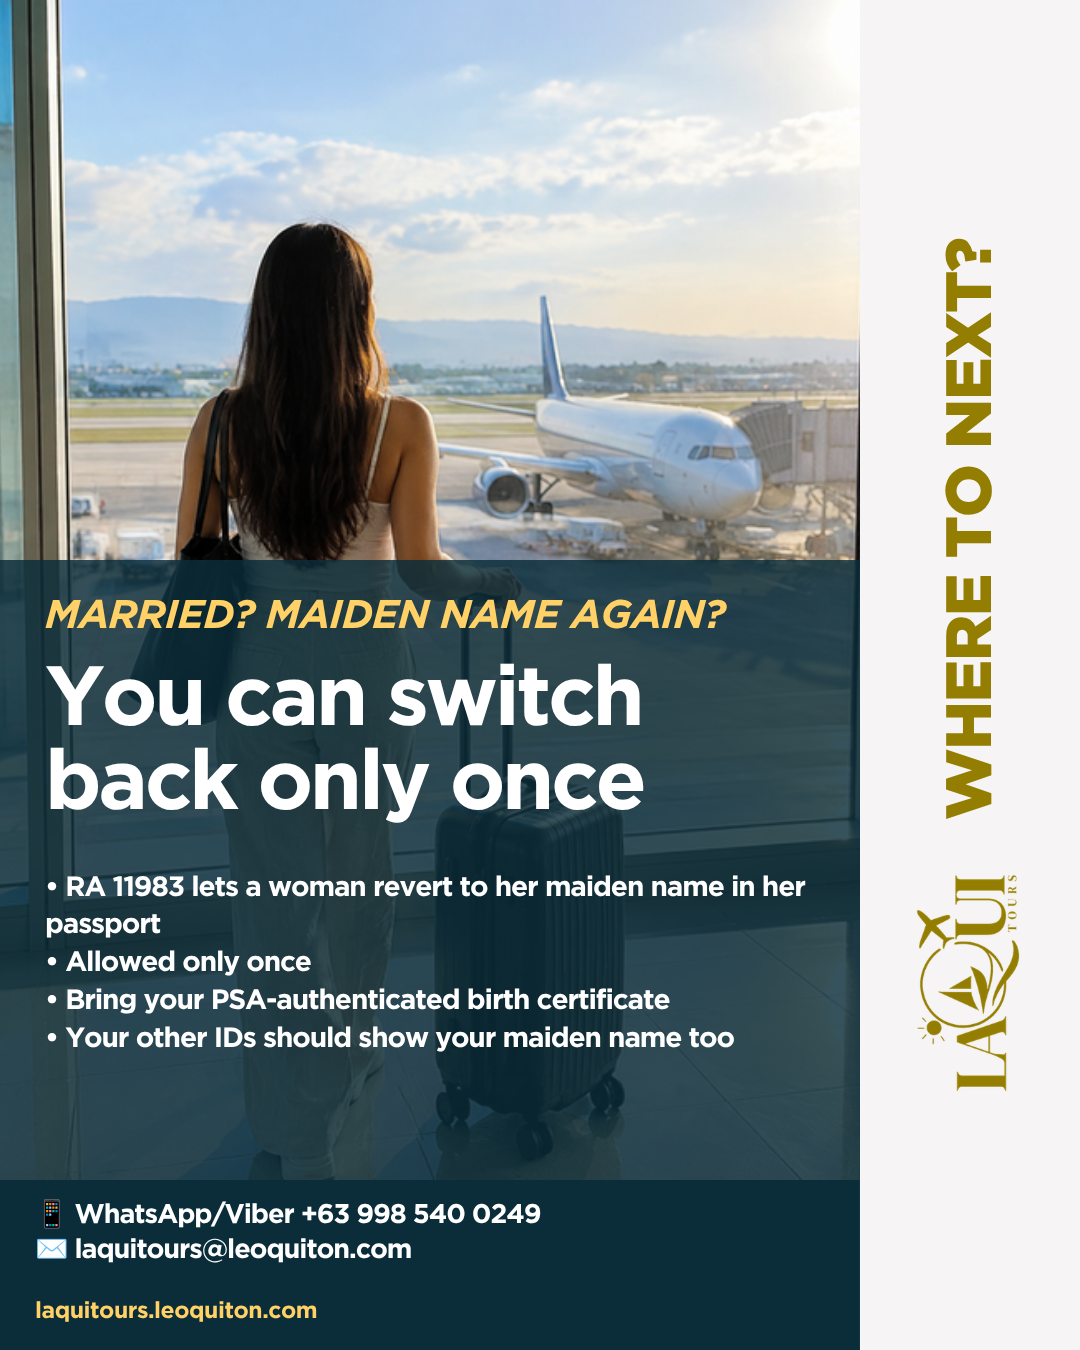 MARRIED? MAIDEN NAME AGAIN?
You can switch
back only once
• RA 11983 lets a woman revert to her maiden name in her
passport
• Allowed only once
• Bring your PSA-authenticated birth certificate
• Your other IDs should show your maiden name too
📱 WhatsApp/Viber +63 998 540 0249
✉️ laquitours@leoquiton.com
laquitours.leoquiton.com
WHERE TO NEXT?
LAQUI
TOURS